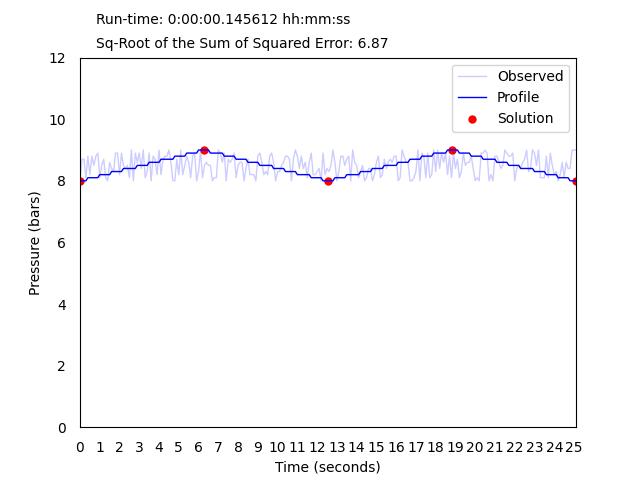 Run-time: 0:00:00.145612 hh:mm:ss
Sq-Root of the Sum of Squared Error: 6.87
12
10
8
6
4
2
0
Pressure (bars)
Observed
Profile
Solution
0 1 2 3 4 5 6 7 8 9 10 11 12 13 14 15 16 17 18 19 20 21 22 23 24 25
Time (seconds)